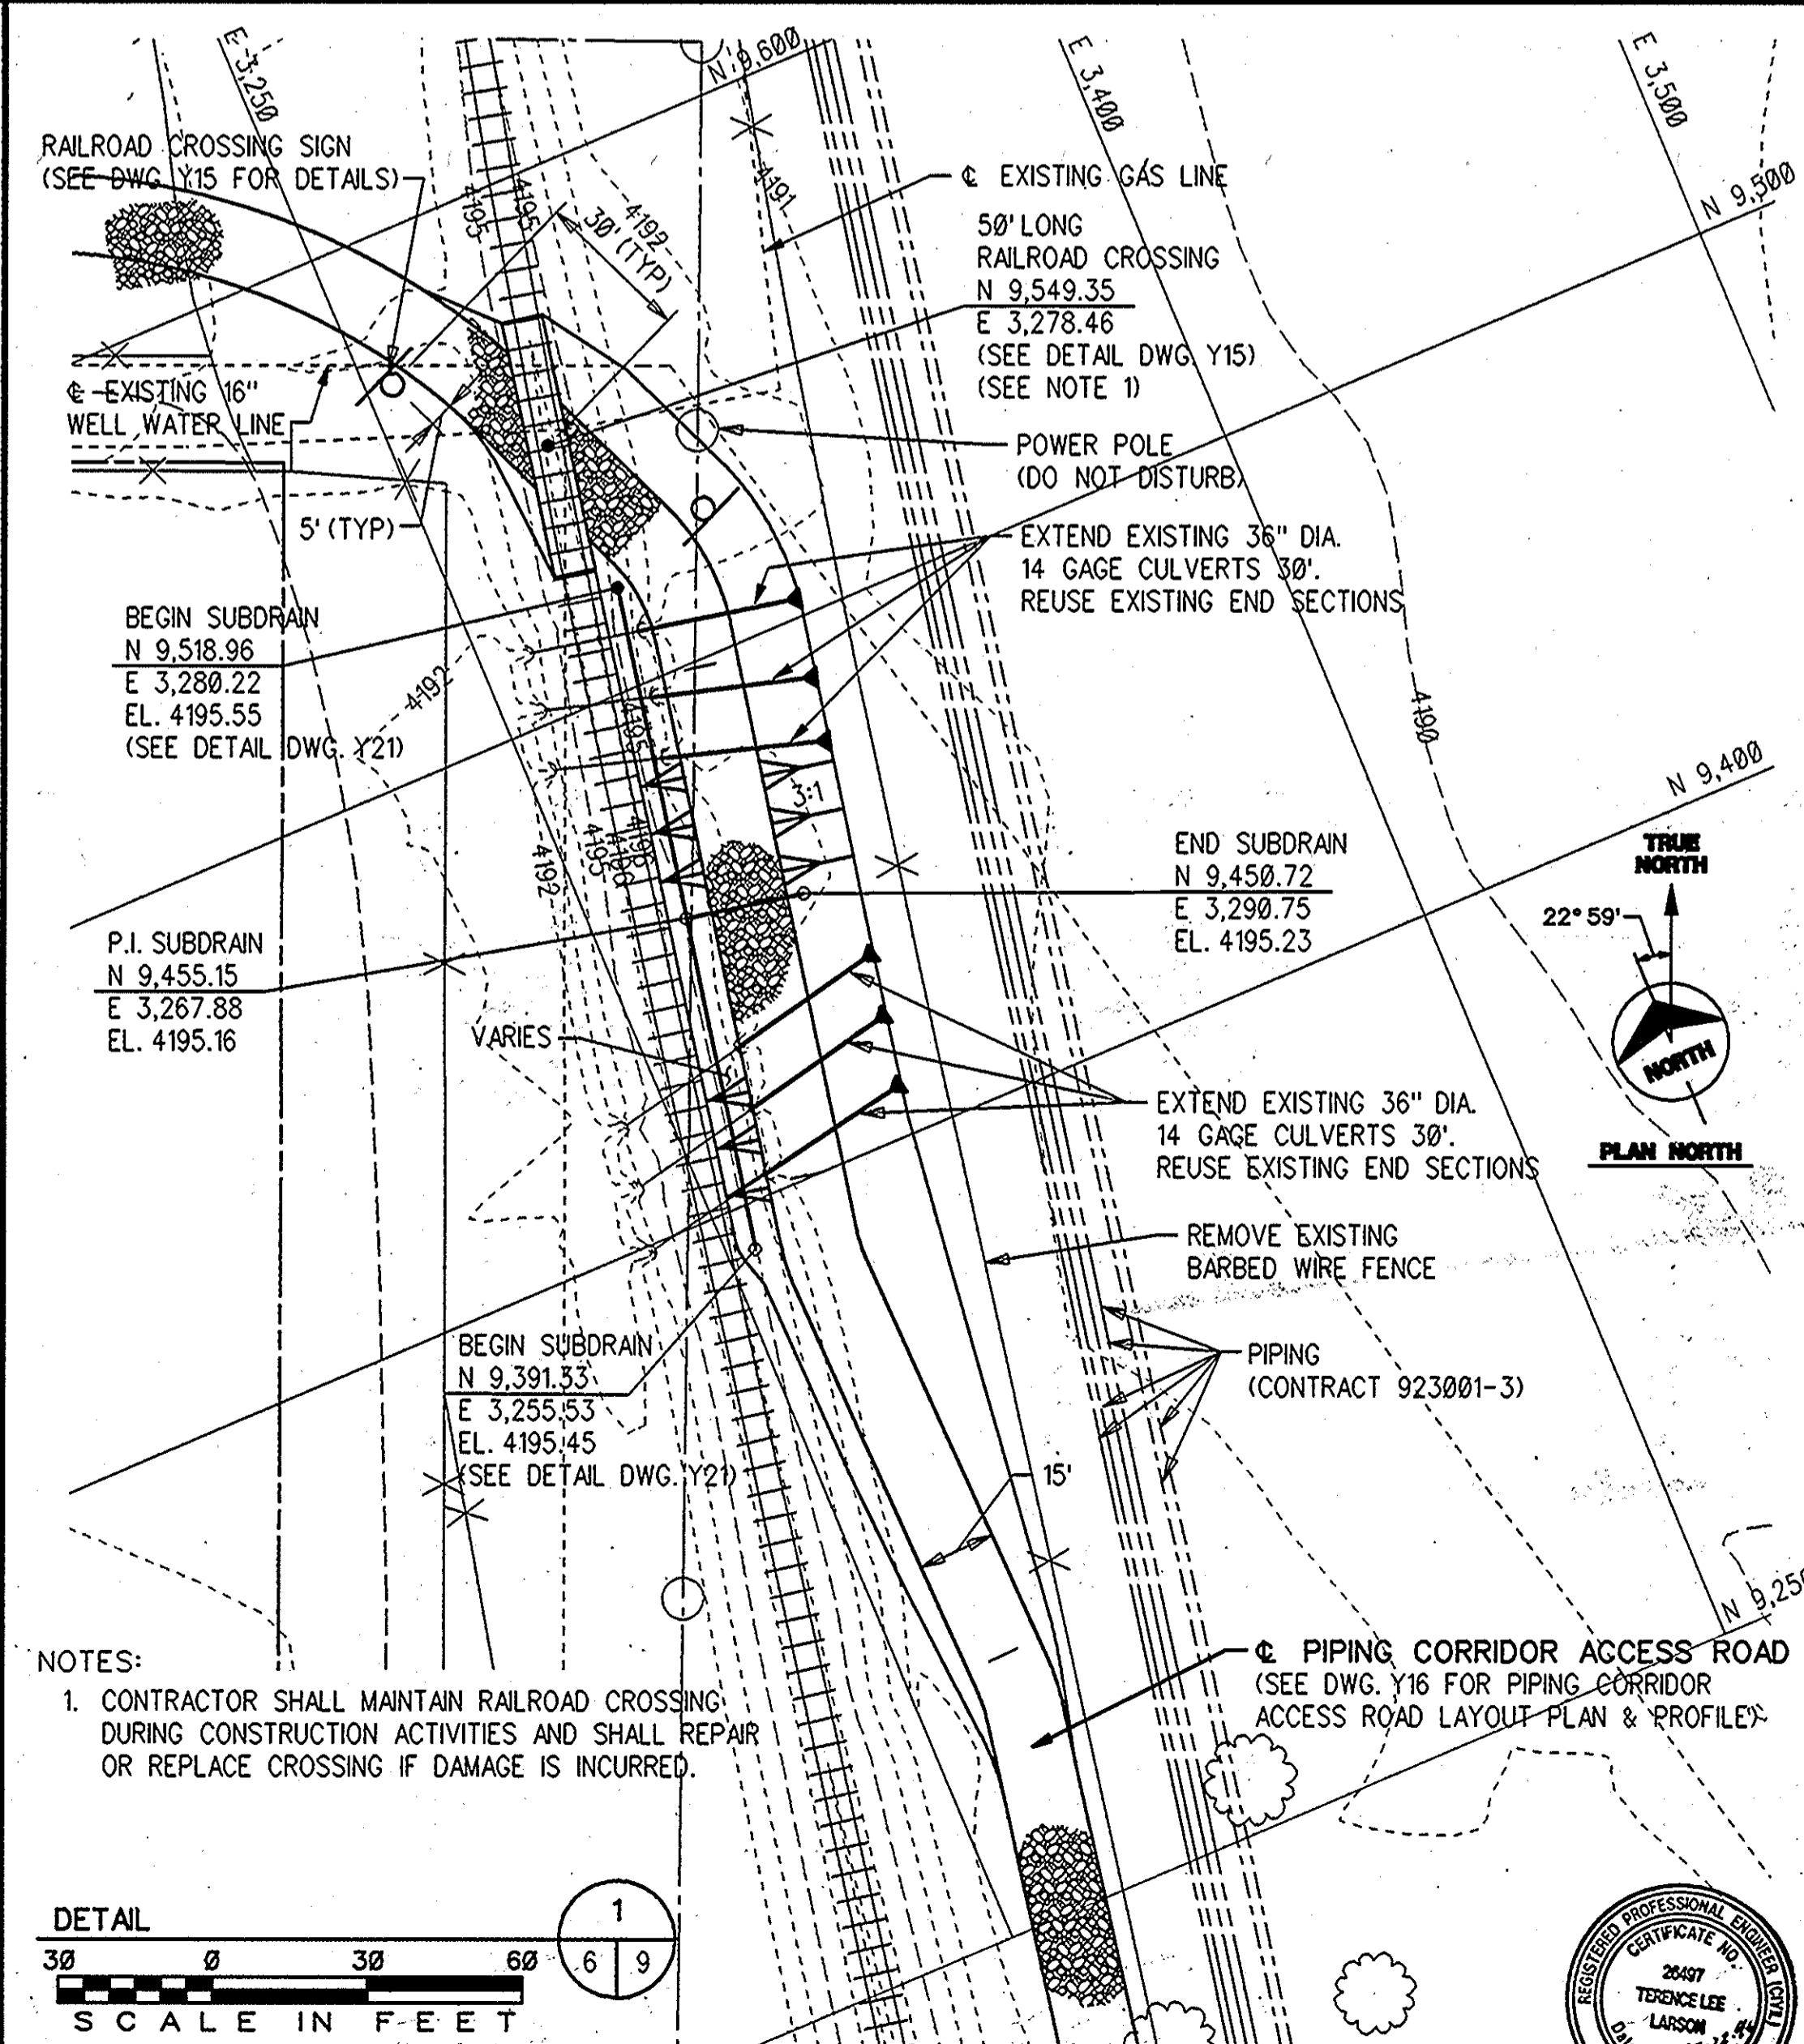 E 3,250
N 9,600
E 3,400
E 3,500
N 9,500
RAILROAD CROSSING SIGN
(SEE DWG Y15 FOR DETAILS)
4195
4195
4192
30' (TYP)
4191
℄ EXISTING GAS LINE
50' LONG
RAILROAD CROSSING
N 9,549.35
E 3,278.46
(SEE DETAIL DWG. Y15)
(SEE NOTE 1)
℄ EXISTING 16"
WELL WATER LINE
POWER POLE
(DO NOT DISTURB)
5' (TYP)
EXTEND EXISTING 36" DIA.
14 GAGE CULVERTS 30'.
REUSE EXISTING END SECTIONS
BEGIN SUBDRAIN
N 9,518.96
E 3,280.22
EL. 4195.55
(SEE DETAIL DWG. Y21)
4192
4195
4190
N 9,400
3:1
4192
4195
4196
4196
END SUBDRAIN
N 9,450.72
E 3,290.75
EL. 4195.23
TRUE
NORTH
22° 59'
NORTH
PLAN NORTH
P.I. SUBDRAIN
N 9,455.15
E 3,267.88
EL. 4195.16
VARIES
EXTEND EXISTING 36" DIA.
14 GAGE CULVERTS 30'.
REUSE EXISTING END SECTIONS
REMOVE EXISTING
BARBED WIRE FENCE
BEGIN SUBDRAIN
N 9,391.33
E 3,255.53
EL. 4195.45
(SEE DETAIL DWG. Y21)
PIPING
(CONTRACT 923001-3)
15'
N 9,250
℄ PIPING CORRIDOR ACCESS ROAD
(SEE DWG. Y16 FOR PIPING CORRIDOR
ACCESS ROAD LAYOUT PLAN & PROFILE)
NOTES:
1. CONTRACTOR SHALL MAINTAIN RAILROAD CROSSING
DURING CONSTRUCTION ACTIVITIES AND SHALL REPAIR
OR REPLACE CROSSING IF DAMAGE IS INCURRED.
DETAIL
1
6 9
30 0 30 60
SCALE IN FEET
REGISTERED PROFESSIONAL ENGINEER (CIVIL)
CERTIFICATE NO.
26497
TERENCE LEE
LARSON